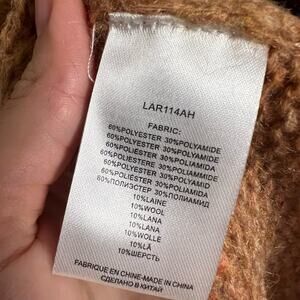 LAR114AH
FABRIC:
60%POLYESTER 30%POLYAMIDE
60%POLYESTER 30%POLYAMIDE
60%POLIÉSTER 30%POLIAMIDA
60%POLIESTERE 30%POLIAMMIDE
60%POLYESTER 30%POLYAMID
60%POLIÉSTER 30%POLIAMIDA
60%ПОЛИЭСТЕР 30%ПОЛИАМИД
10%LAINE
10%WOOL
10%LANA
10%LANA
10%WOLLE
10%LÃ
10%ШЕРСТЬ
FABRIQUE EN CHINE-MADE IN CHINA
СДЕЛАНО В КИТАЙ